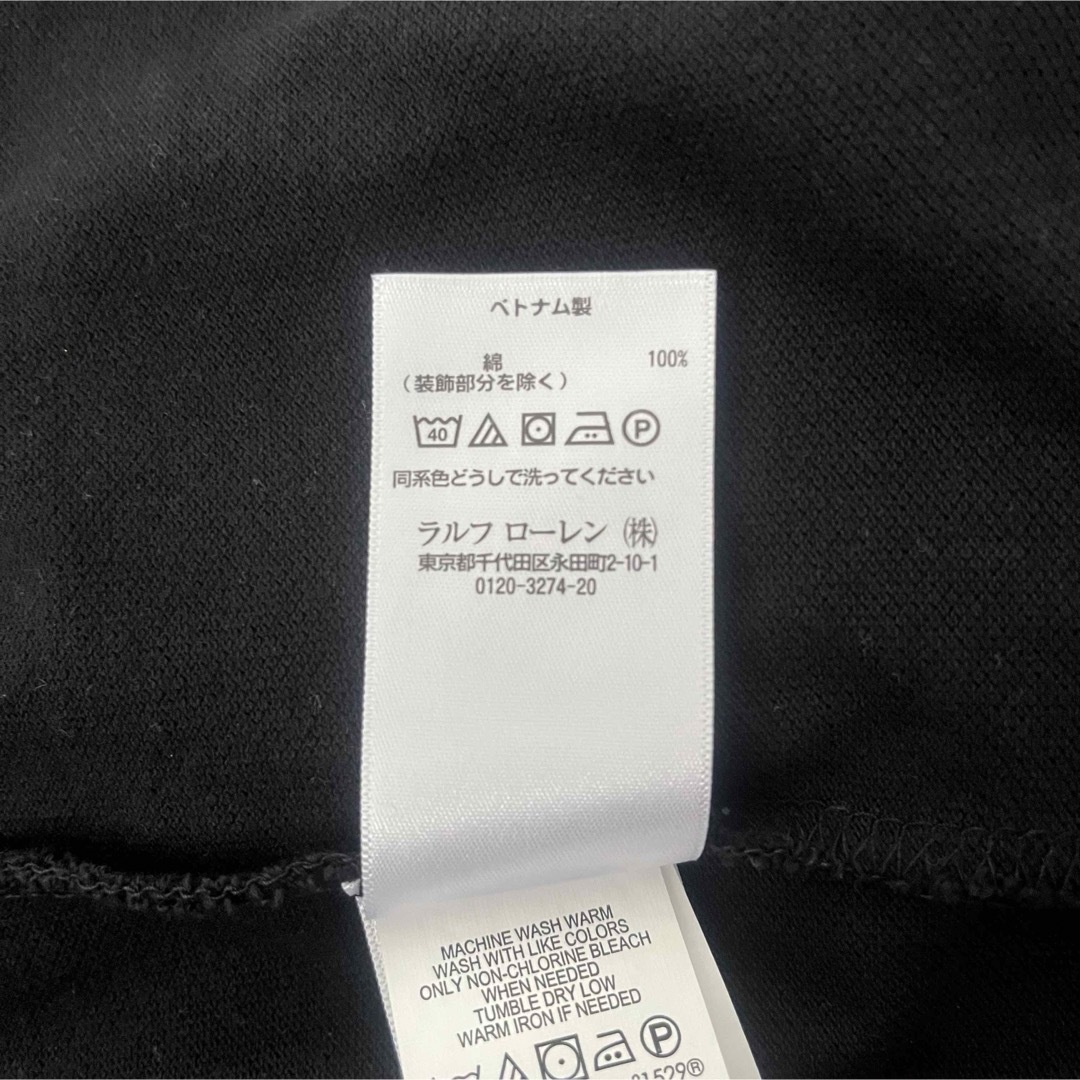 ベトナム製
綿 100%
(装飾部分を除く)
40 P
同系色どうしで洗ってください
ラルフ ローレン (株)
東京都千代田区永田町2-10-1
0120-3274-20
MACHINE WASH WARM
WASH WITH LIKE COLORS
ONLY NON-CHLORINE BLEACH
WHEN NEEDED
TUMBLE DRY LOW
WARM IRON IF NEEDED
P